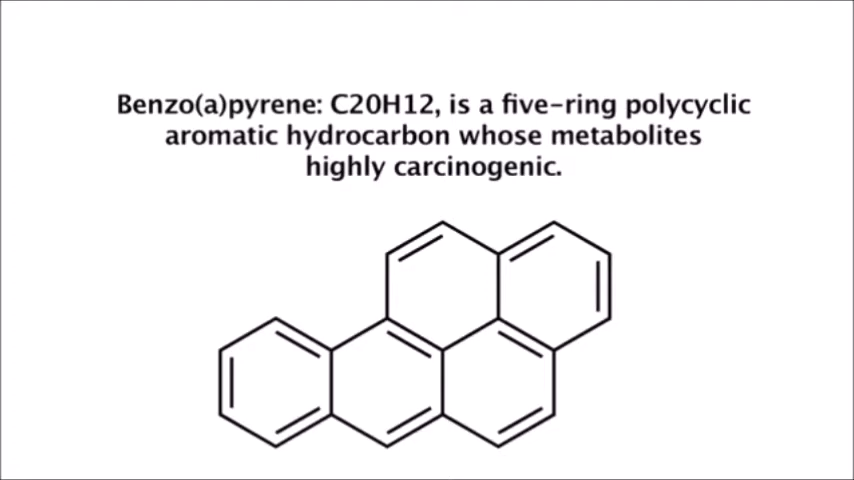 Benzo(a)pyrene: C20H12, is a five-ring polycyclic
aromatic hydrocarbon whose metabolites
highly carcinogenic.